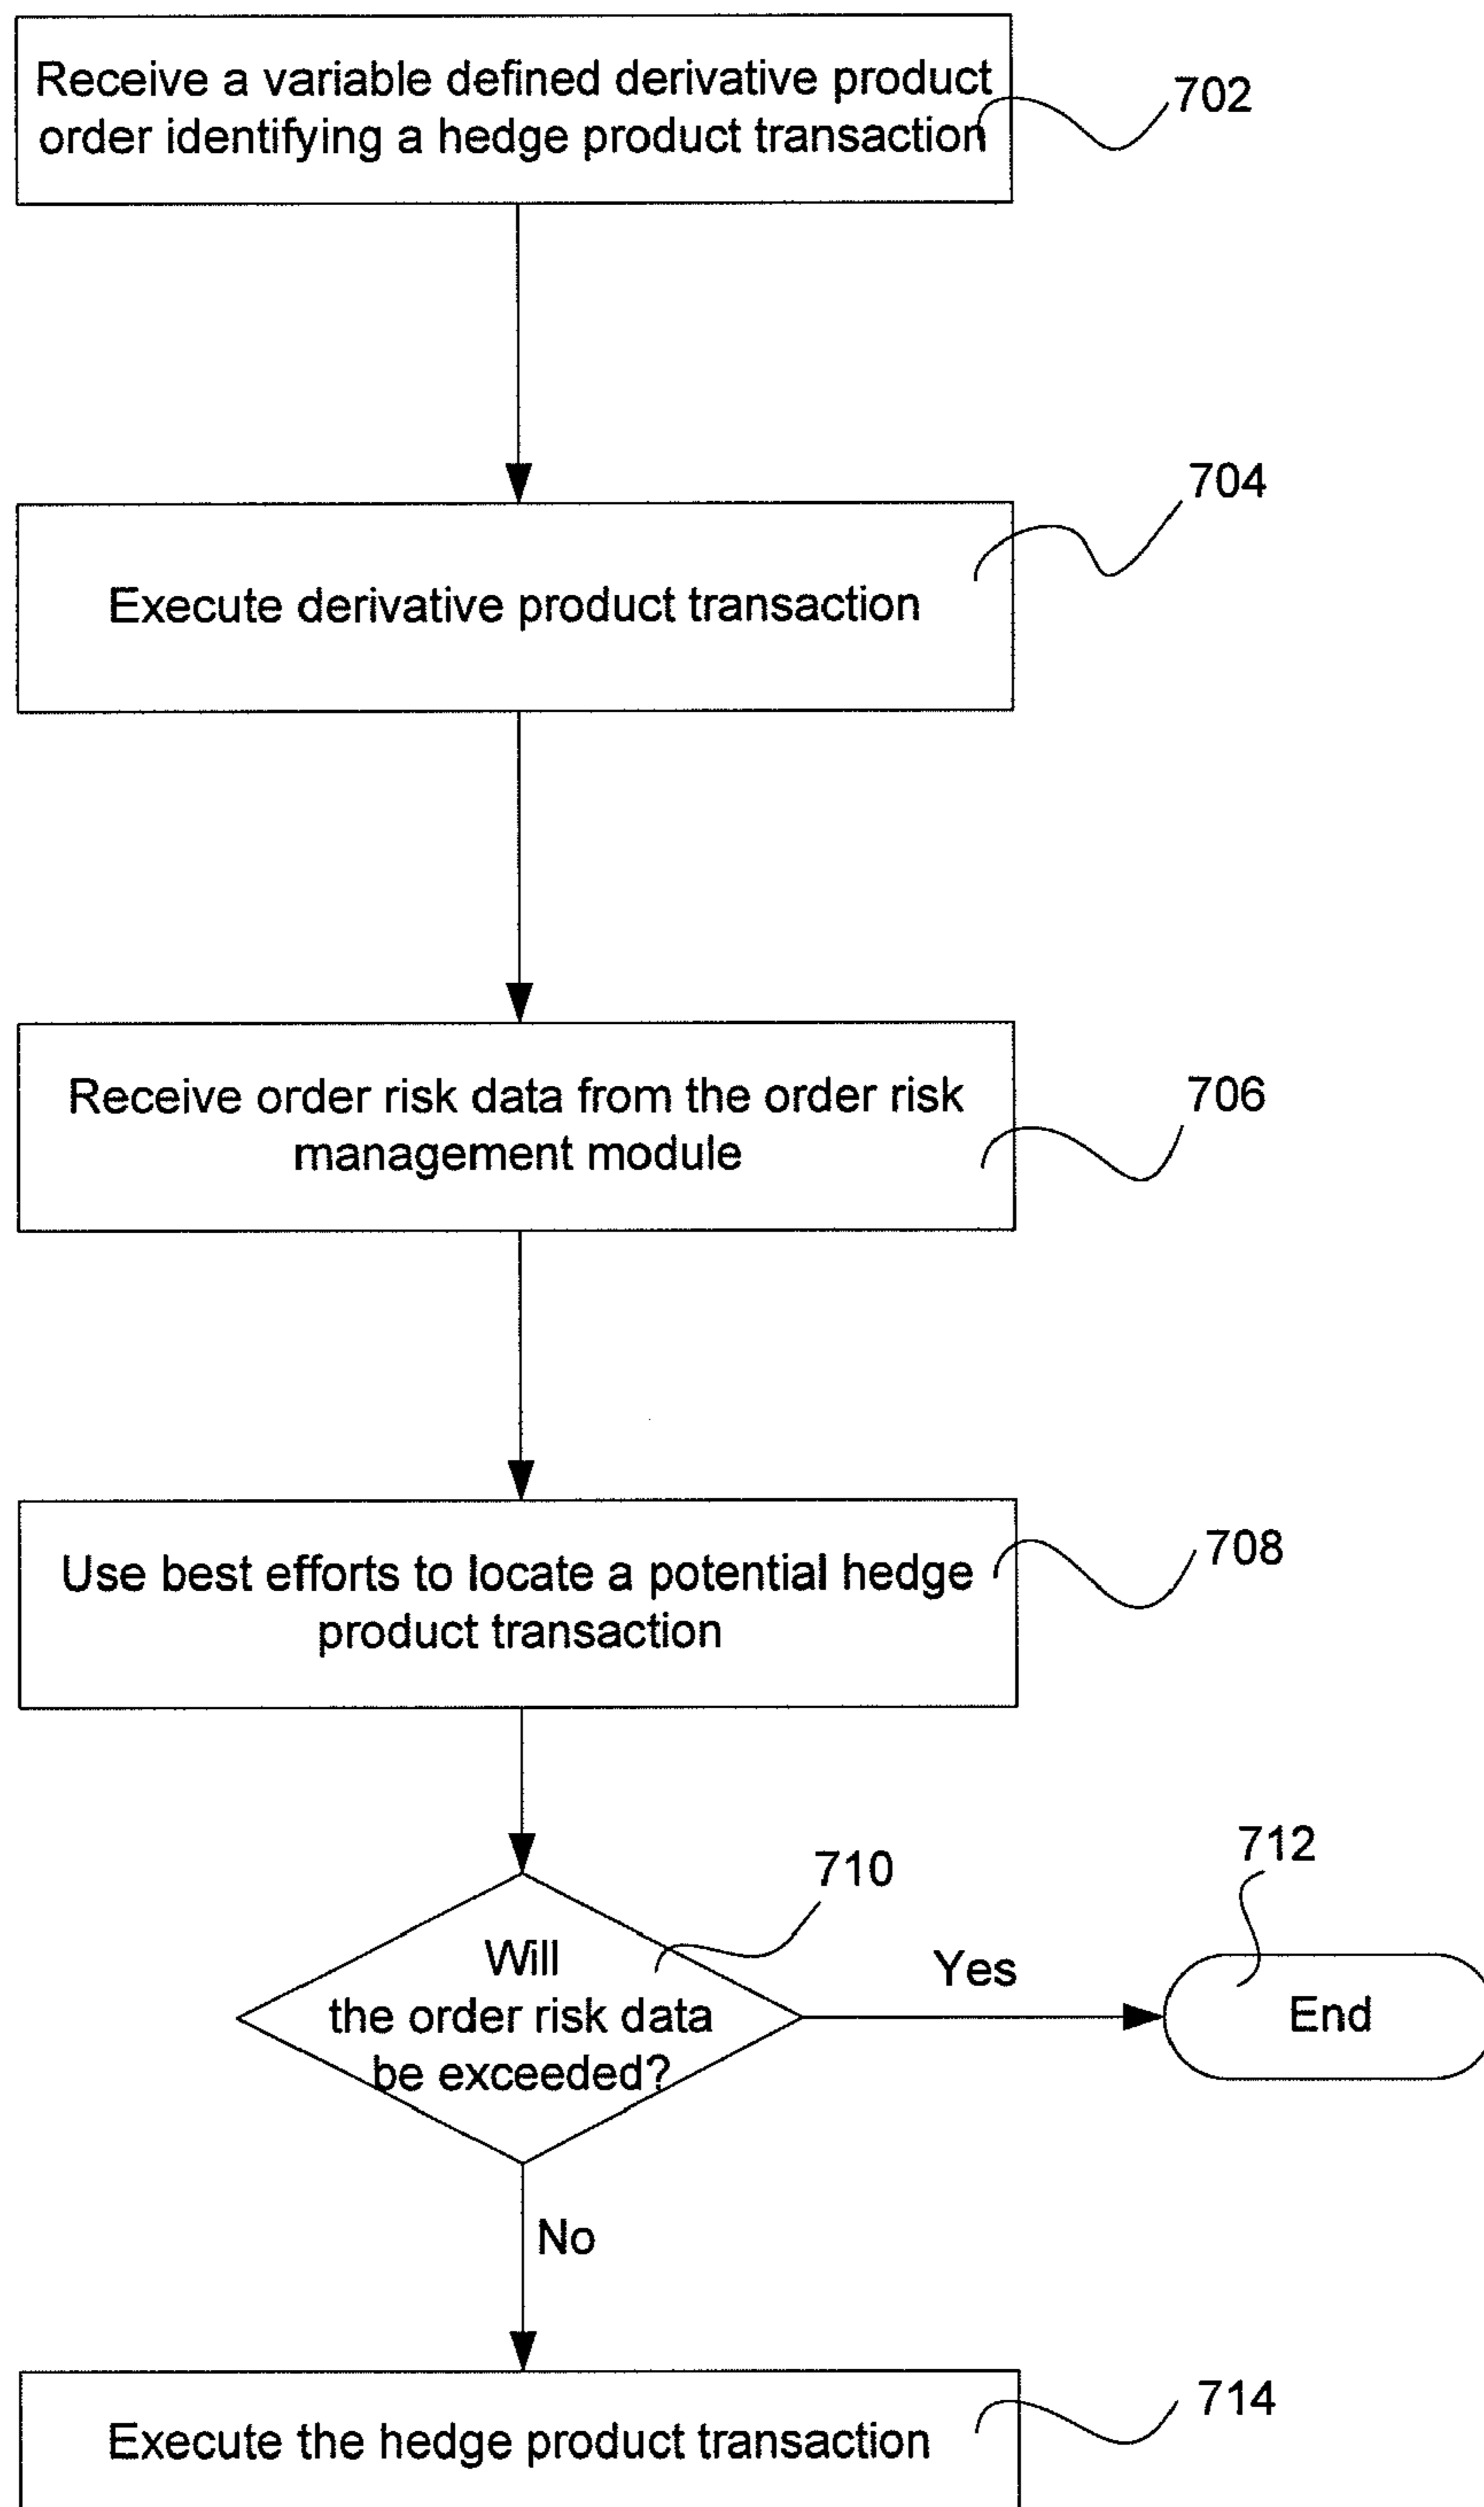 Receive a variable defined derivative product
order identifying a hedge product transaction
702
704
Execute derivative product transaction
Receive order risk data from the order risk
management module
706
Use best efforts to locate a potential hedge
product transaction
708
710
712
Will
the order risk data
be exceeded?
Yes
End
No
Execute the hedge product transaction
714